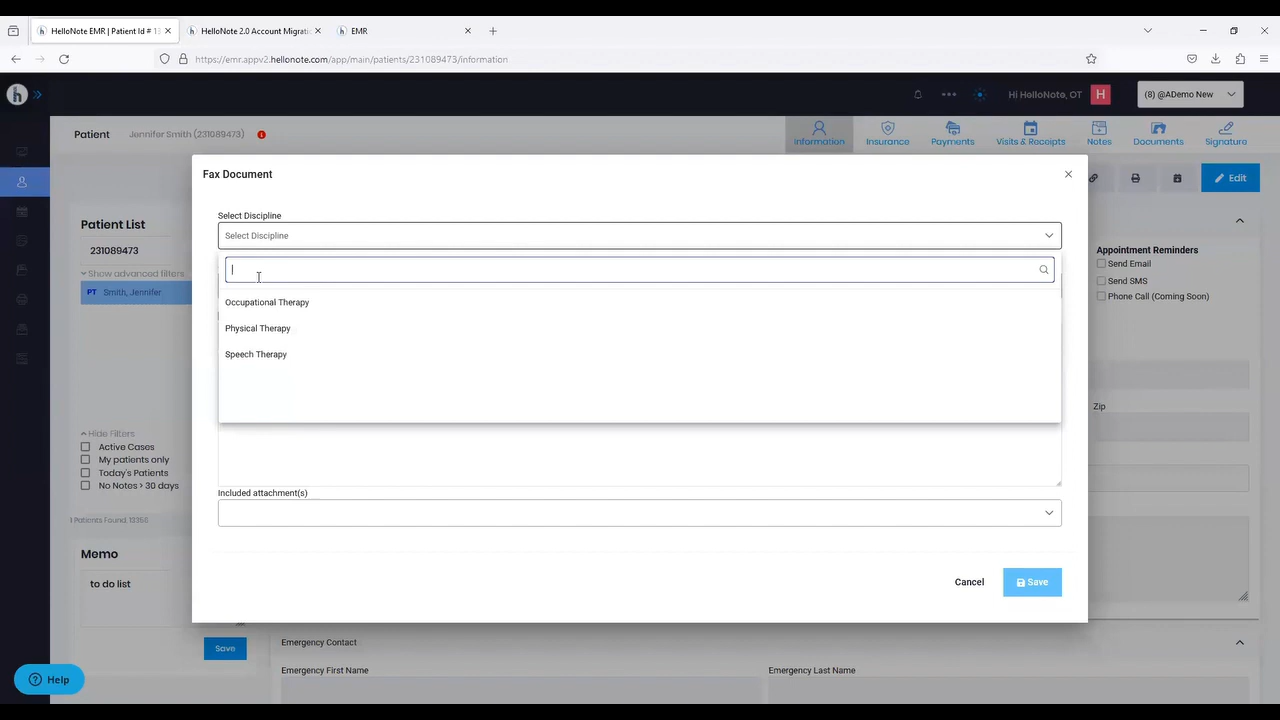 HelloNote EMR | Patient Id # 13
HelloNote 2.0 Account Migrati
EMR
https://emr.appv2.hellonote.com/app/main/patients/231089473/information
Hi HelloNote, OT
H
(8) @ADemo New
Patient
Jennifer Smith (231089473)
Information
Insurance
Payments
Visits & Receipts
Notes
Documents
Signature
Fax Document
Edit
Select Discipline
Select Discipline
Patient List
231089473
Show advanced filters
PT Smith, Jennifer
Occupational Therapy
Physical Therapy
Speech Therapy
Appointment Reminders
Send Email
Send SMS
Phone Call (Coming Soon)
Zip
Hide Filters
Active Cases
My patients only
Today's Patients
No Notes > 30 days
Included attachment(s)
1 Patients Found, 13356
Memo
to do list
Cancel
Save
Save
Emergency Contact
Emergency First Name
Emergency Last Name
Help